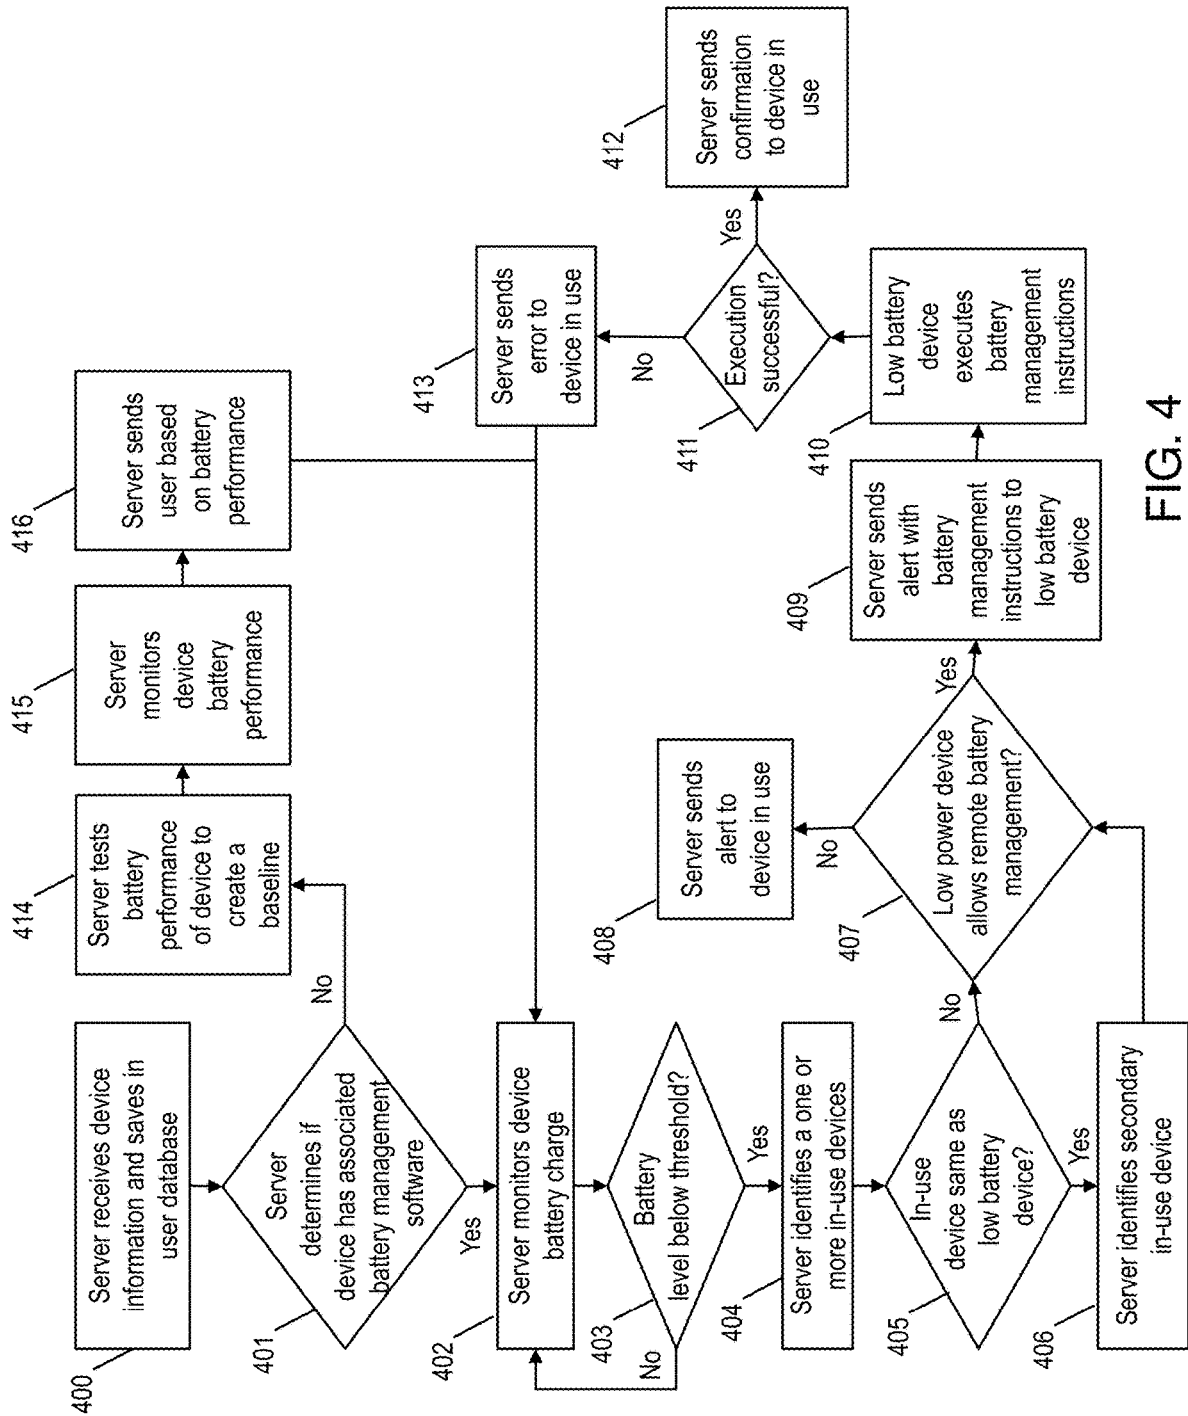 400
Server receives device
information and saves in
user database
401
Server
determines if
device has associated
battery management
software
No
Yes
414
Server tests
battery
performance
of device to
create a
baseline
415
Server
monitors
device
battery
performance
416
Server sends
user based
on battery
performance
402
Server monitors device
battery charge
403
Battery
level below threshold?
No
Yes
404
Server identifies a one or
more in-use devices
405
In-use
device same as
low battery
device?
No
Yes
406
Server identifies secondary
in-use device
407
Low power device
allows remote battery
management?
No
Yes
408
Server sends
alert to
device in use
409
Server sends
alert with
battery
management
instructions to
low battery
device
410
Low battery
device
executes
battery
management
instructions
411
Execution
successful?
No
Yes
413
Server sends
error to
device in use
412
Server sends
confirmation
to device in
use
FIG. 4